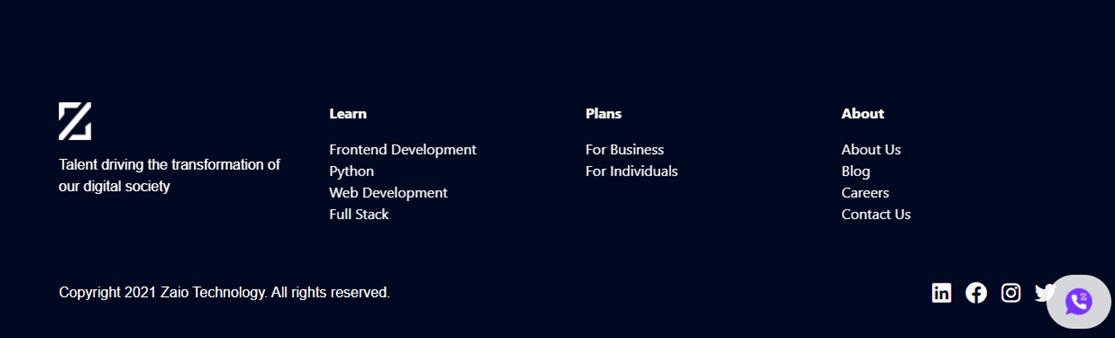 Talent driving the transformation of
our digital society
Learn
Frontend Development
Python
Web Development
Full Stack
Plans
For Business
For Individuals
About
About Us
Blog
Careers
Contact Us
Copyright 2021 Zaio Technology. All rights reserved.